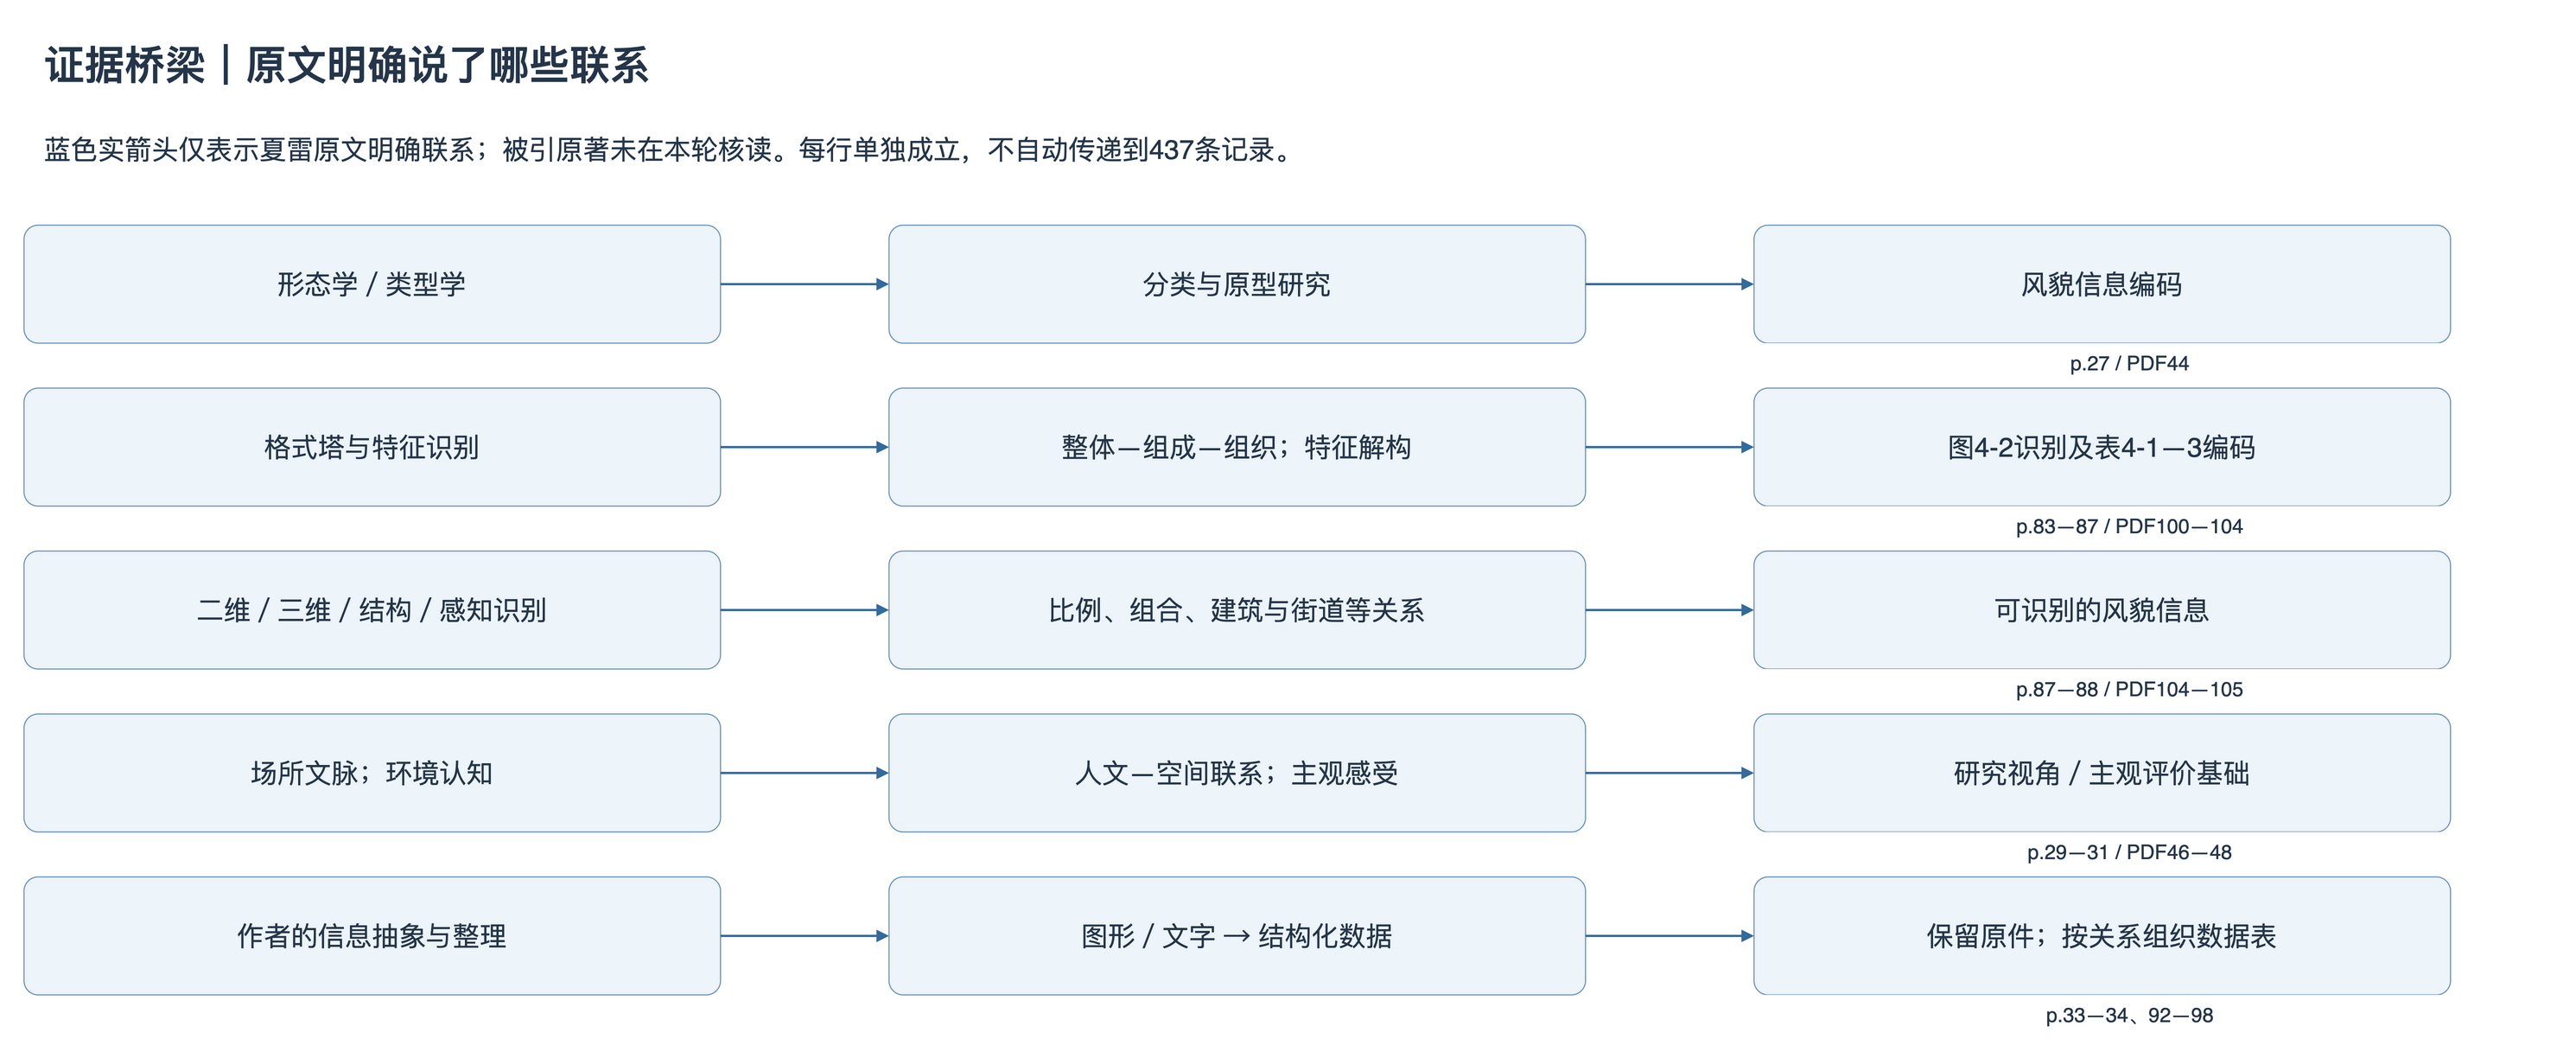 证据桥梁｜原文明确说了哪些联系
蓝色实箭头仅表示夏雷原文明确联系；被引原著未在本轮核读。每行单独成立，不自动传递到437条记录。
形态学 / 类型学
分类与原型研究
风貌信息编码
p.27 / PDF44
格式塔与特征识别
整体—组成—组织；特征解构
图4-2识别及表4-1—3编码
p.83—87 / PDF100—104
二维 / 三维 / 结构 / 感知识别
比例、组合、建筑与街道等关系
可识别的风貌信息
p.87—88 / PDF104—105
场所文脉；环境认知
人文—空间联系；主观感受
研究视角 / 主观评价基础
p.29—31 / PDF46—48
作者的信息抽象与整理
图形 / 文字 → 结构化数据
保留原件；按关系组织数据表
p.33—34、92—98